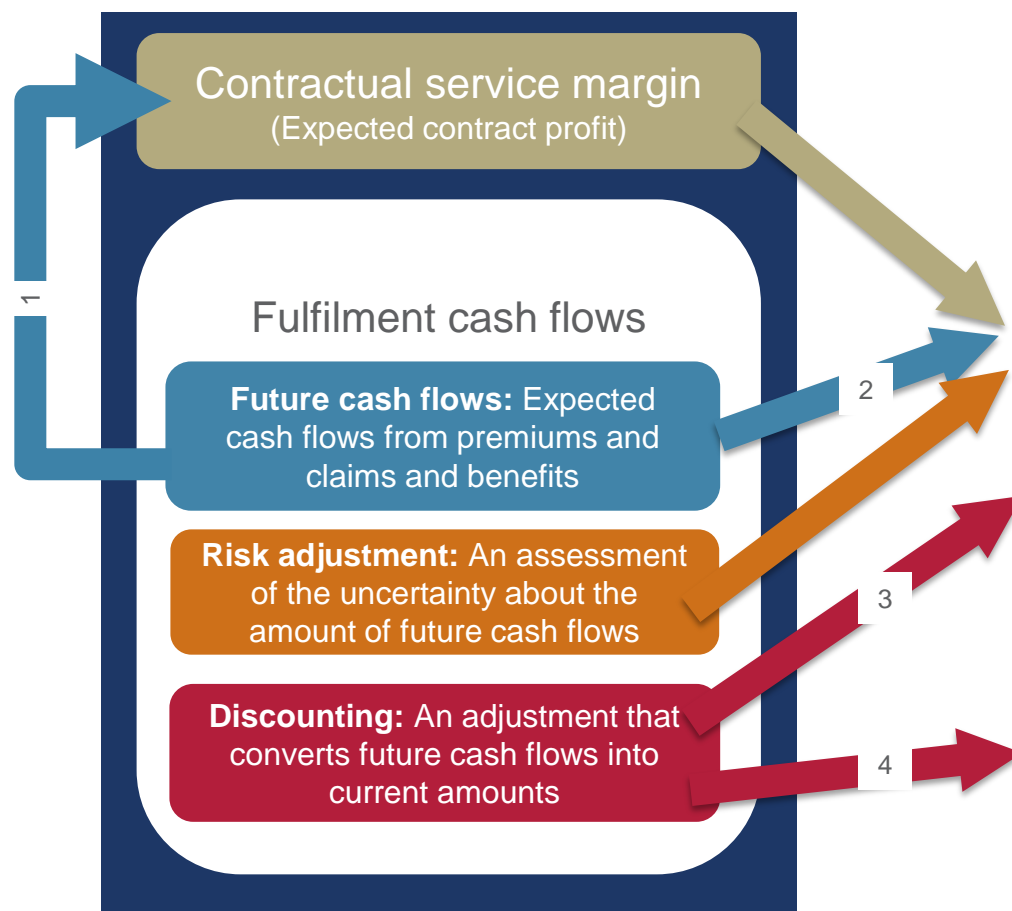 Contractual service margin
(Expected contract profit)
1
Fulfilment cash flows
Future cash flows: Expected
cash flows from premiums and
claims and benefits
2
Risk adjustment: An assessment
of the uncertainty about the
amount of future cash flows
3
Discounting: An adjustment that
converts future cash flows into
current amounts
4